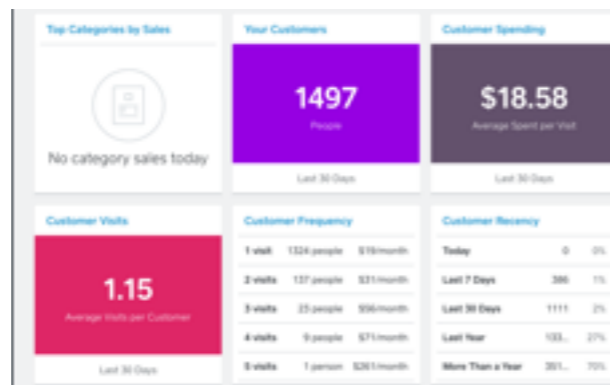 Top Categories by Sales
No category sales today
Your Customers
1497
People
Last 30 Days
Customer Spending
$18.58
Average Spent per Visit
Last 30 Days
Customer Visits
1.15
Average Visits per Customer
Last 30 Days
Customer Frequency
1 visit 1324 people $19/month
2 visits 137 people $31/month
3 visits 23 people $56/month
4 visits 9 people $71/month
5 visits 1 person $261/month
Customer Recency
Today 0 0%
Last 7 Days 386 1%
Last 30 Days 1111 2%
Last Year 133... 27%
More Than a Year 351... 70%